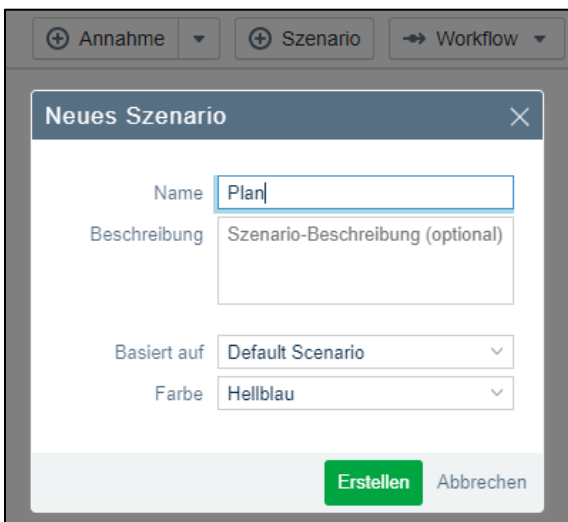 Annahme Szenario Workflow
Neues Szenario
Name Plan
Beschreibung Szenario-Beschreibung (optional)
Basiert auf Default Scenario
Farbe Hellblau
Erstellen Abbrechen